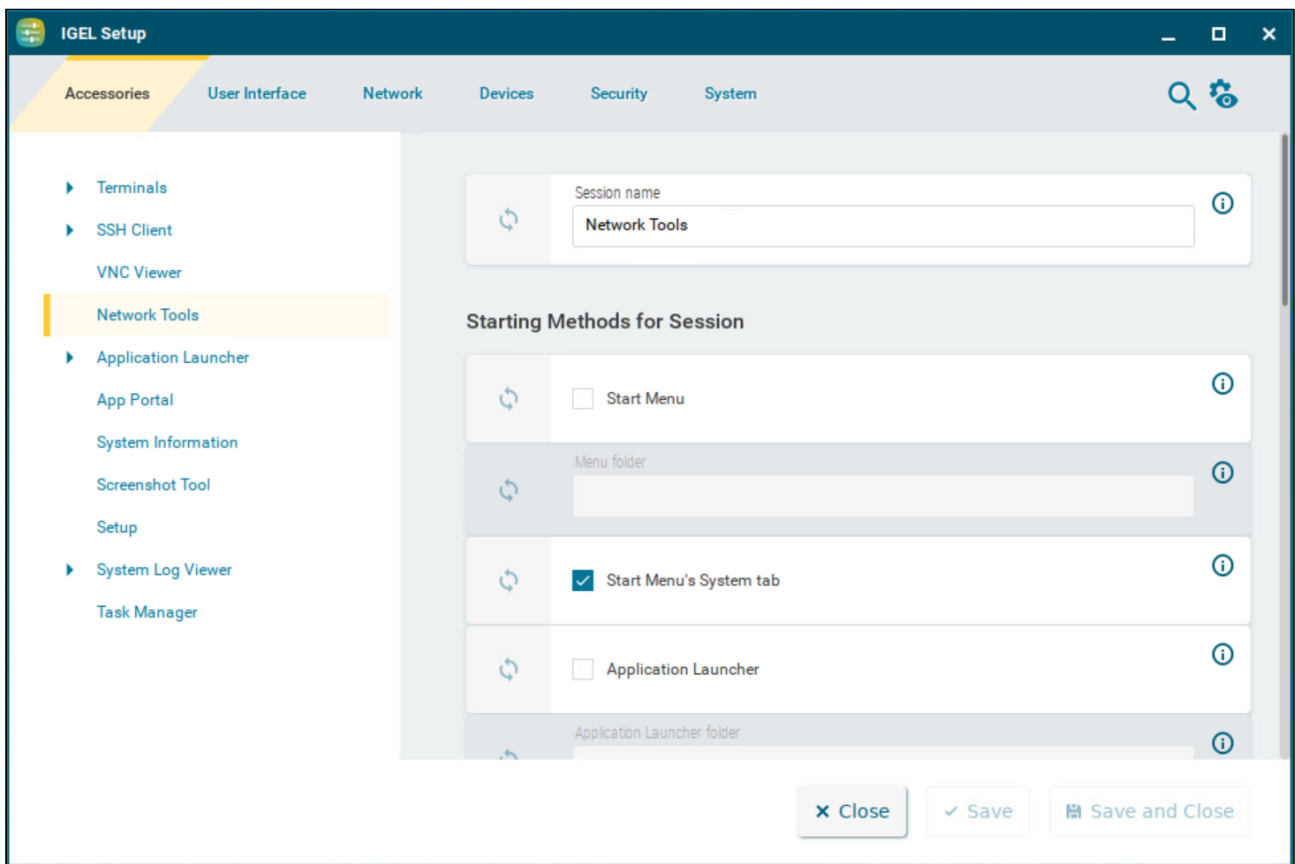 IGEL Setup
Accessories
User Interface
Network
Devices
Security
System
Terminals
SSH Client
VNC Viewer
Network Tools
Application Launcher
App Portal
System Information
Screenshot Tool
Setup
System Log Viewer
Task Manager
Session name
Network Tools
Starting Methods for Session
Start Menu
Menu folder
Start Menu's System tab
Application Launcher
Application Launcher folder
Close
Save
Save and Close